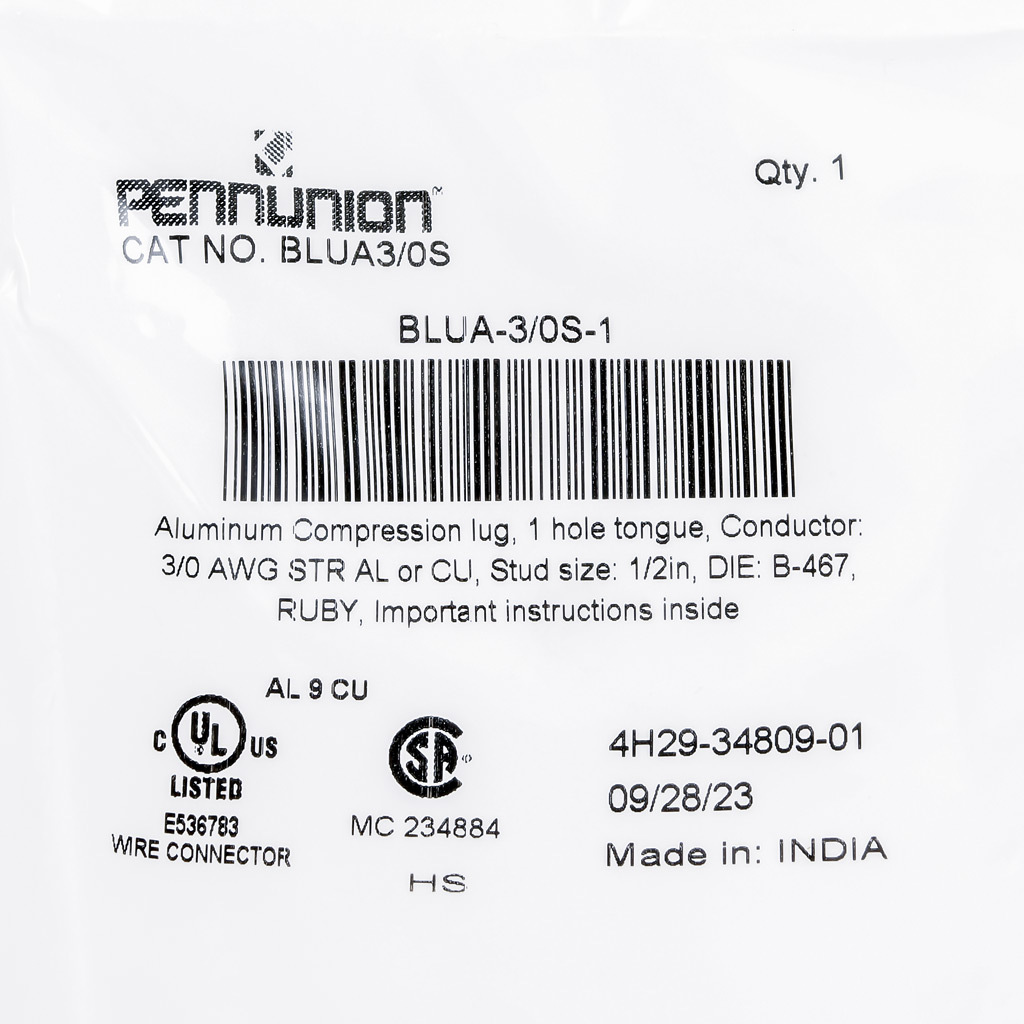 PENNUNION™
Qty. 1
CAT NO. BLUA3/0S
BLUA-3/0S-1
Aluminum Compression lug, 1 hole tongue, Conductor:
3/0 AWG STR AL or CU, Stud size: 1/2in, DIE: B-467,
RUBY, Important instructions inside
AL 9 CU
C UL US
LISTED
E536783
WIRE CONNECTOR
SA®
MC 234884
HS
4H29-34809-01
09/28/23
Made in: INDIA